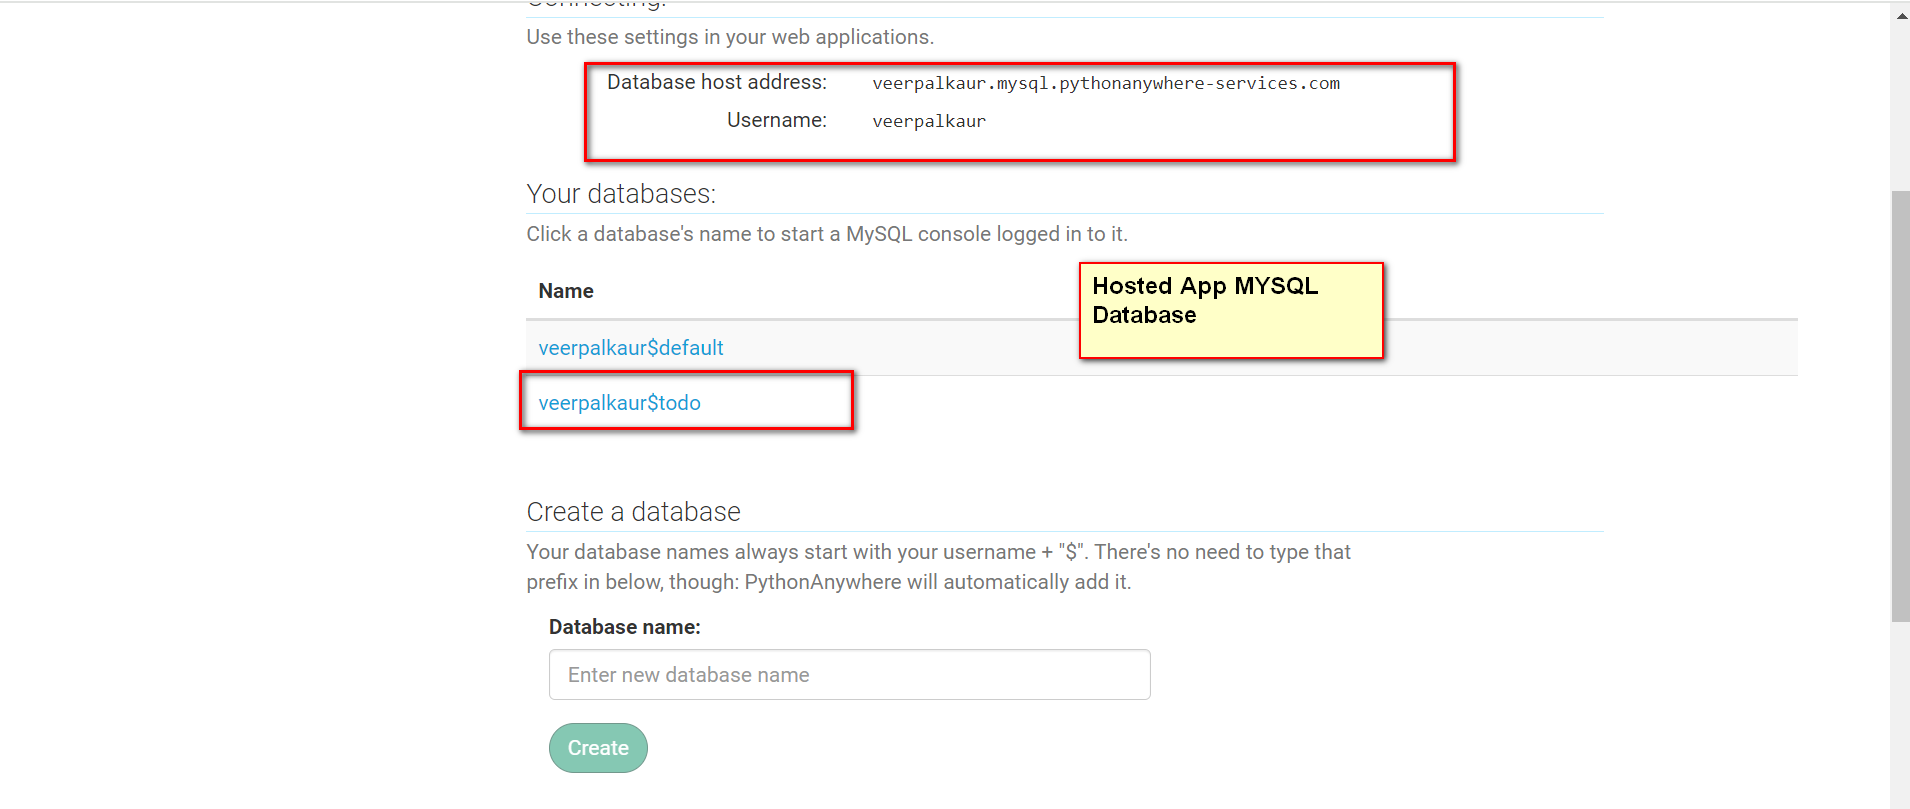 Connecting:
Use these settings in your web applications.
Database host address: veerpalkaur.mysql.pythonanywhere-services.com
Username: veerpalkaur
Your databases:
Click a database's name to start a MySQL console logged in to it.
Hosted App MYSQL
Database
Name
veerpalkaur$default
veerpalkaur$todo
Create a database
Your database names always start with your username + "$". There's no need to type that
prefix in below, though: PythonAnywhere will automatically add it.
Database name:
Enter new database name
Create